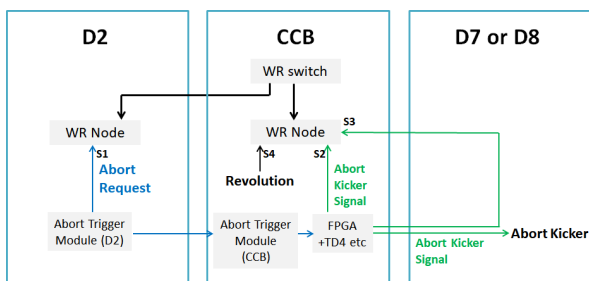 D2
CCB
D7 or D8
WR switch
WR Node
WR Node
S3
S1
S4
S2
Abort
Request
Revolution
Abort
Kicker
Signal
Abort Trigger
Module (D2)
Abort Trigger
Module
(CCB)
FPGA
+TD4 etc
Abort Kicker
Signal
Abort Kicker